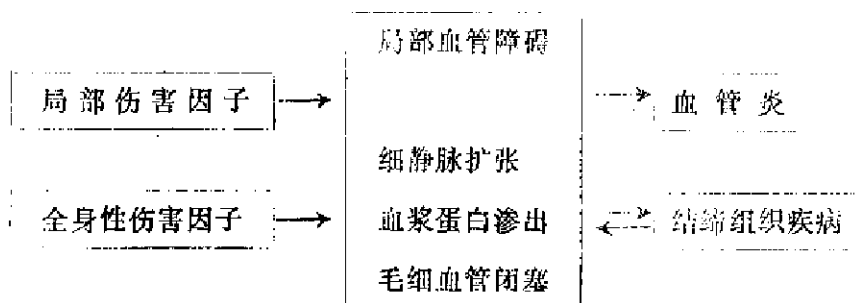 局部血管障碍
局部伤害因子
血管炎
细静脉扩张
全身性伤害因子
血浆蛋白渗出
结缔组织疾病
毛细血管闭塞